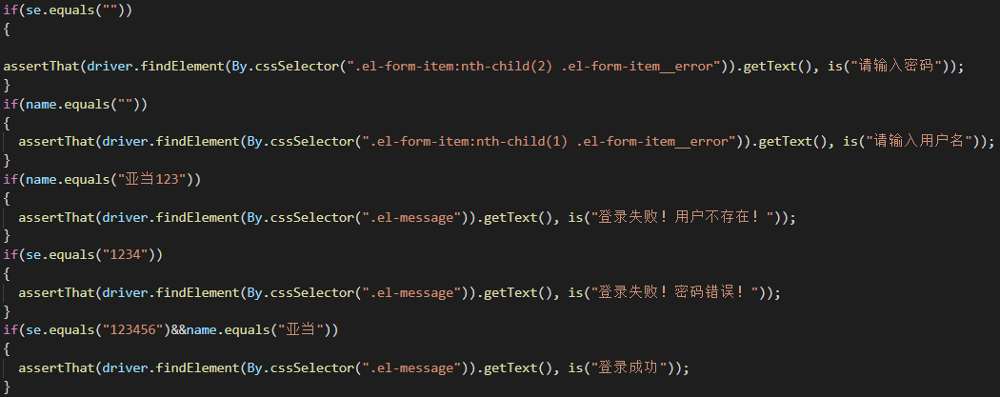 if(se.equals(""))
{
assertThat(driver.findElement(By.cssSelector(".el-form-item:nth-child(2) .el-form-item__error")).getText(), is("请输入密码"));
}
if(name.equals(""))
{
assertThat(driver.findElement(By.cssSelector(".el-form-item:nth-child(1) .el-form-item__error")).getText(), is("请输入用户名"));
}
if(name.equals("亚当123"))
{
assertThat(driver.findElement(By.cssSelector(".el-message")).getText(), is("登录失败！用户不存在！"));
}
if(se.equals("1234"))
{
assertThat(driver.findElement(By.cssSelector(".el-message")).getText(), is("登录失败！密码错误！"));
}
if(se.equals("123456")&&name.equals("亚当"))
{
assertThat(driver.findElement(By.cssSelector(".el-message")).getText(), is("登录成功"));
}